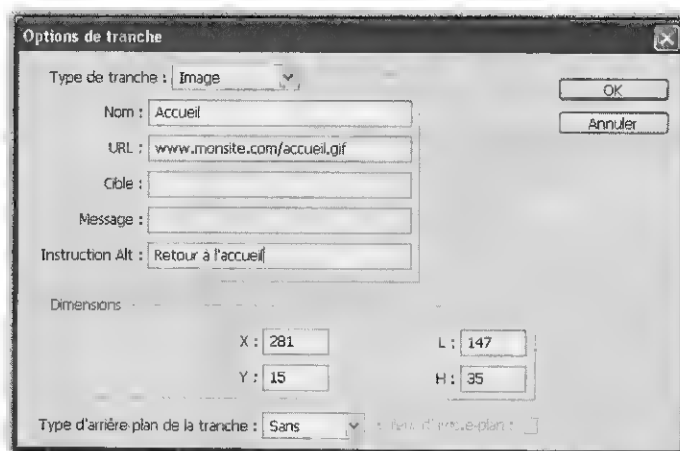 Options de tranche
Type de tranche : Image
OK
Nom : Accueil
Annuler
URL : www.monsite.com/accueil.gif
Cible :
Message :
Instruction Alt : Retour à l'accueil
Dimensions
X : 281
L : 147
Y : 15
H : 35
Type d'arrière-plan de la tranche : Sans